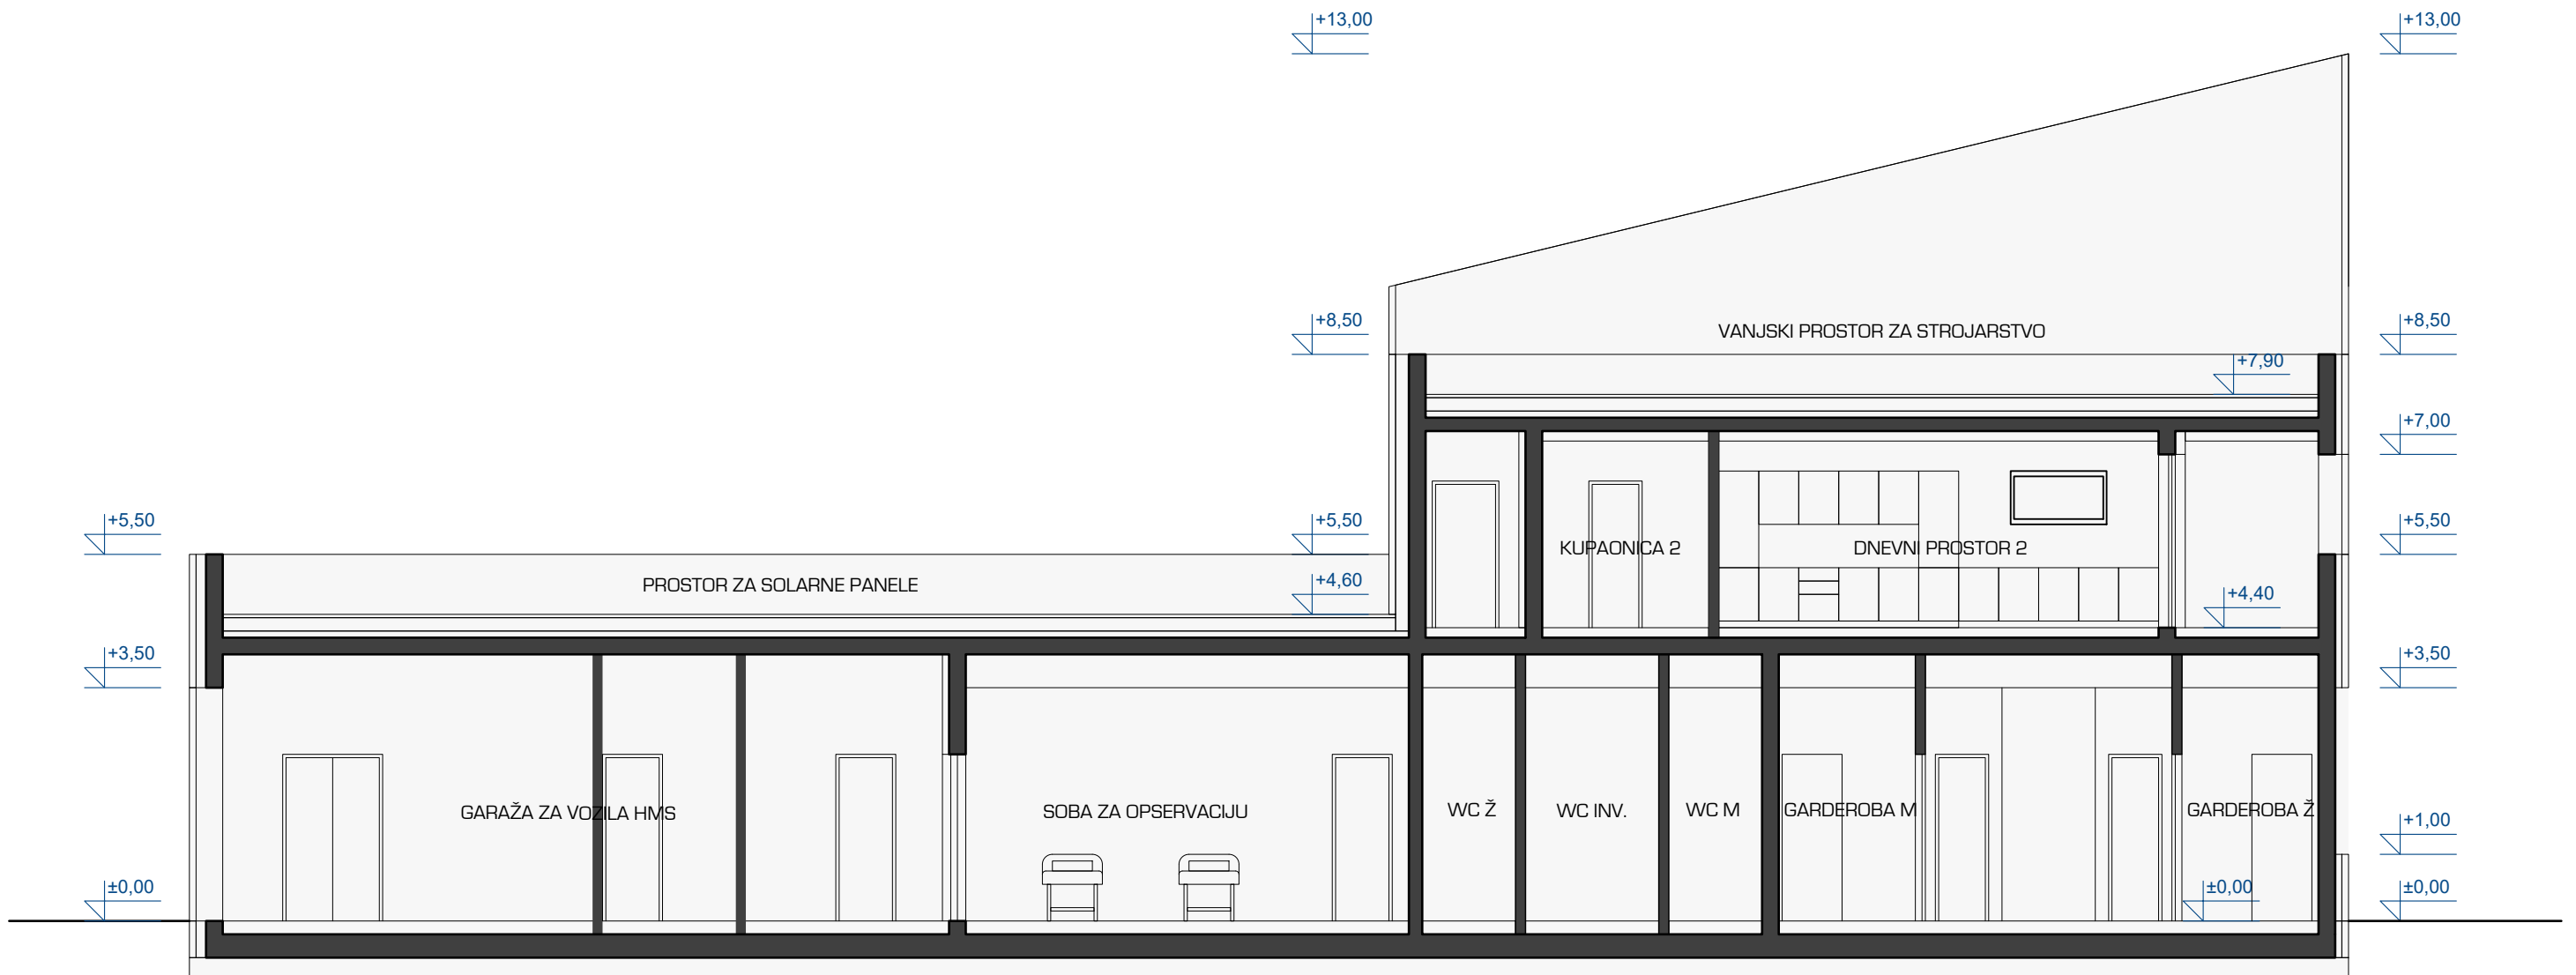 +13,00 +13,00
+8,50 VANJSKI PROSTOR ZA STROJARSTVO +8,50
+7,90
+7,00
+5,50 +5,50 KUPAONICA 2 DNEVNI PROSTOR 2 +5,50
PROSTOR ZA SOLARNE PANELE +4,60 +4,40
+3,50 +3,50
GARAŽA ZA VOZILA HMS SOBA ZA OPSERVACIJU WC Ž WC INV. WC M GARDEROBA M GARDEROBA Ž +1,00
±0,00 ±0,00 ±0,00